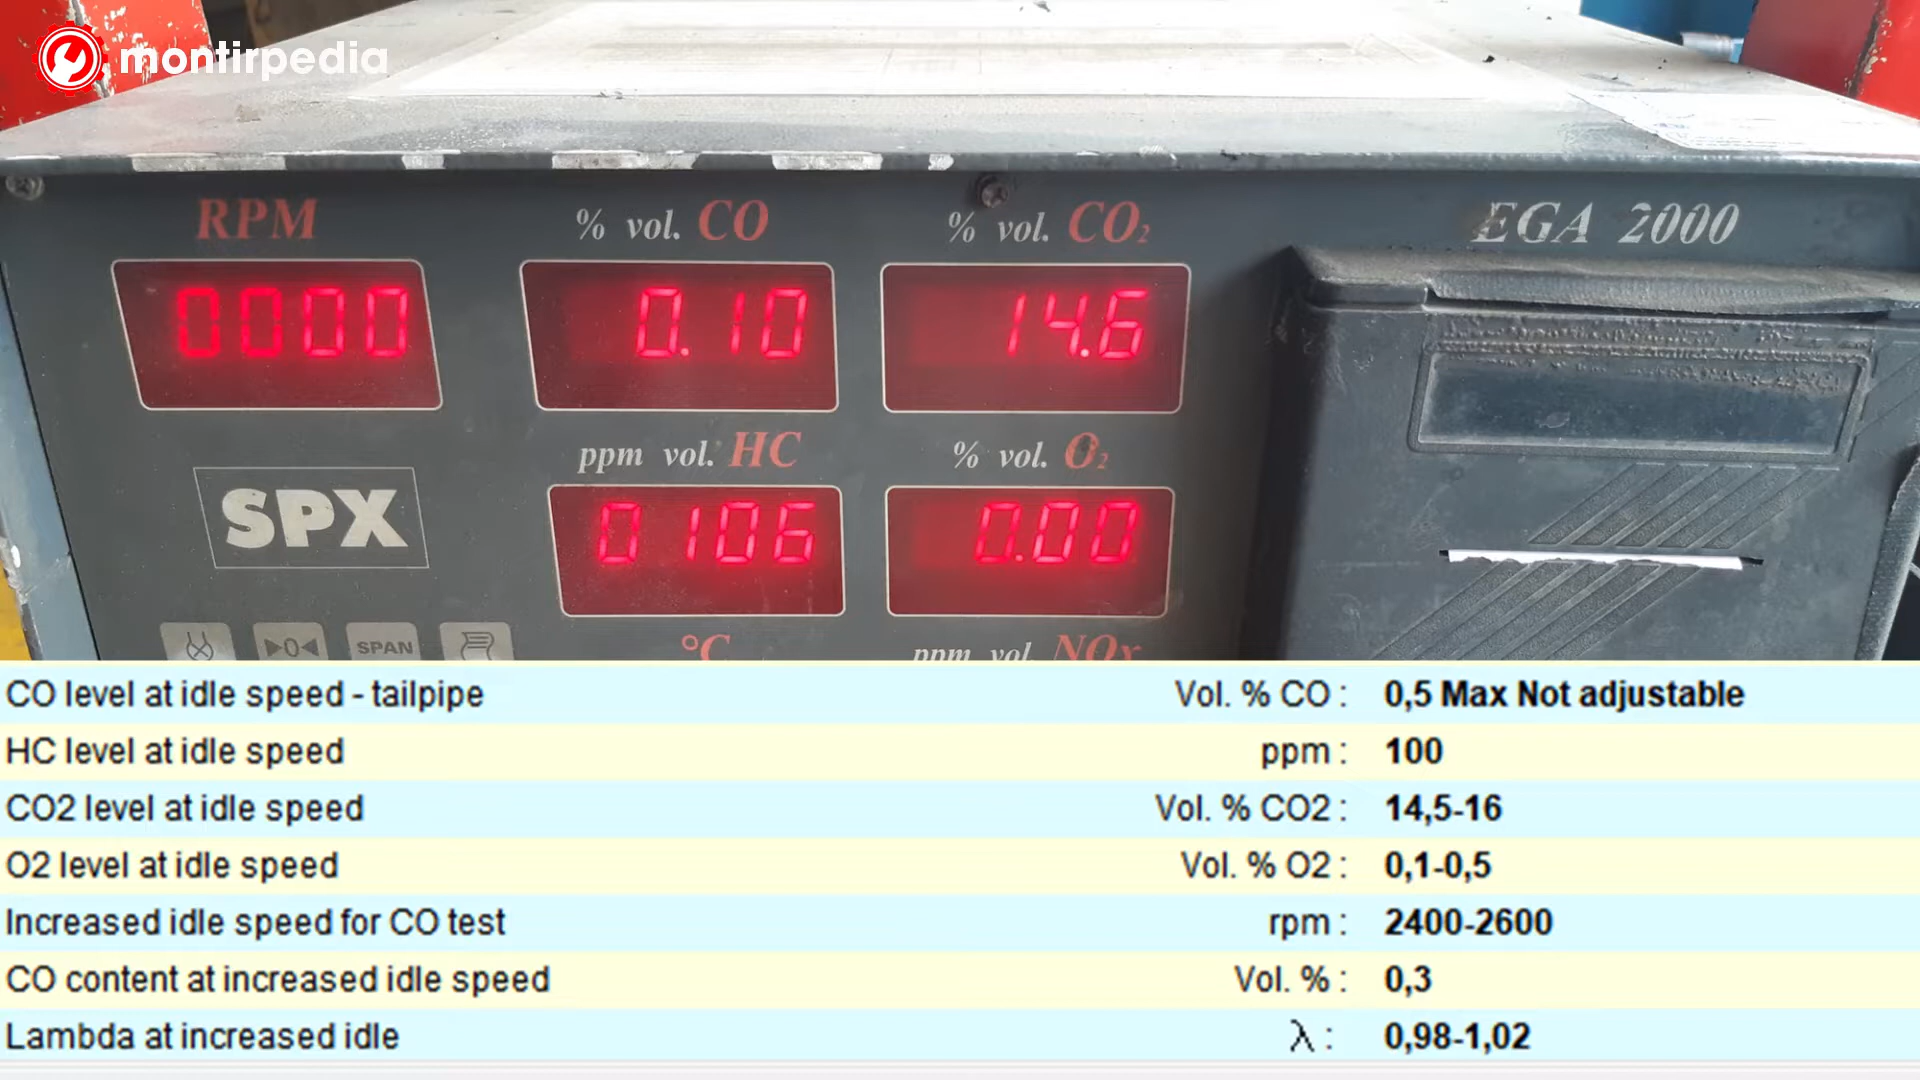 montirpedia
RPM
% vol. CO
% vol. CO2
EGA 2000
0000
0.10
14.6
ppm vol. HC
% vol. O2
SPX
0106
0.00
▶0◀
SPAN
°C
ppm vol. NOx
CO level at idle speed - tailpipe Vol. % CO : 0,5 Max Not adjustable
HC level at idle speed ppm : 100
CO2 level at idle speed Vol. % CO2 : 14,5-16
O2 level at idle speed Vol. % O2 : 0,1-0,5
Increased idle speed for CO test rpm : 2400-2600
CO content at increased idle speed Vol. % : 0,3
Lambda at increased idle λ : 0,98-1,02